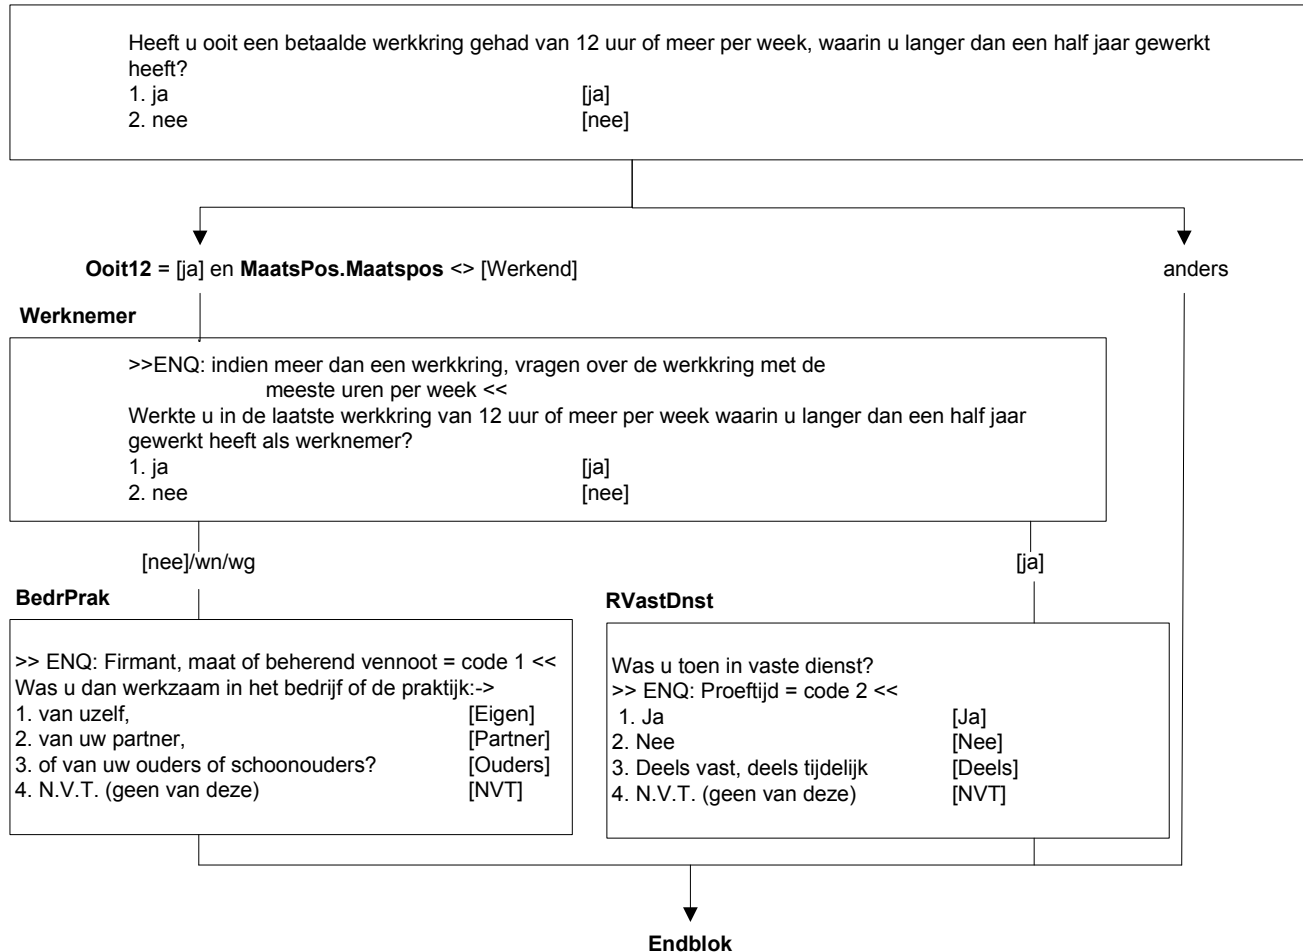 Heeft u ooit een betaalde werkkring gehad van 12 uur of meer per week, waarin u langer dan een half jaar gewerkt
heeft?
1. ja [ja]
2. nee [nee]
Ooit12 = [ja] en MaatsPos.Maatspos <> [Werkend]
anders
Werknemer
>>ENQ: indien meer dan een werkkring, vragen over de werkkring met de
meeste uren per week <<
Werkte u in de laatste werkkring van 12 uur of meer per week waarin u langer dan een half jaar
gewerkt heeft als werknemer?
1. ja [ja]
2. nee [nee]
[nee]/wn/wg
[ja]
BedrPrak
>> ENQ: Firmant, maat of beherend vennoot = code 1 <<
Was u dan werkzaam in het bedrijf of de praktijk:->
1. van uzelf, [Eigen]
2. van uw partner, [Partner]
3. of van uw ouders of schoonouders? [Ouders]
4. N.V.T. (geen van deze) [NVT]
RVastDnst
Was u toen in vaste dienst?
>> ENQ: Proeftijd = code 2 <<
1. Ja [Ja]
2. Nee [Nee]
3. Deels vast, deels tijdelijk [Deels]
4. N.V.T. (geen van deze) [NVT]
Endblok